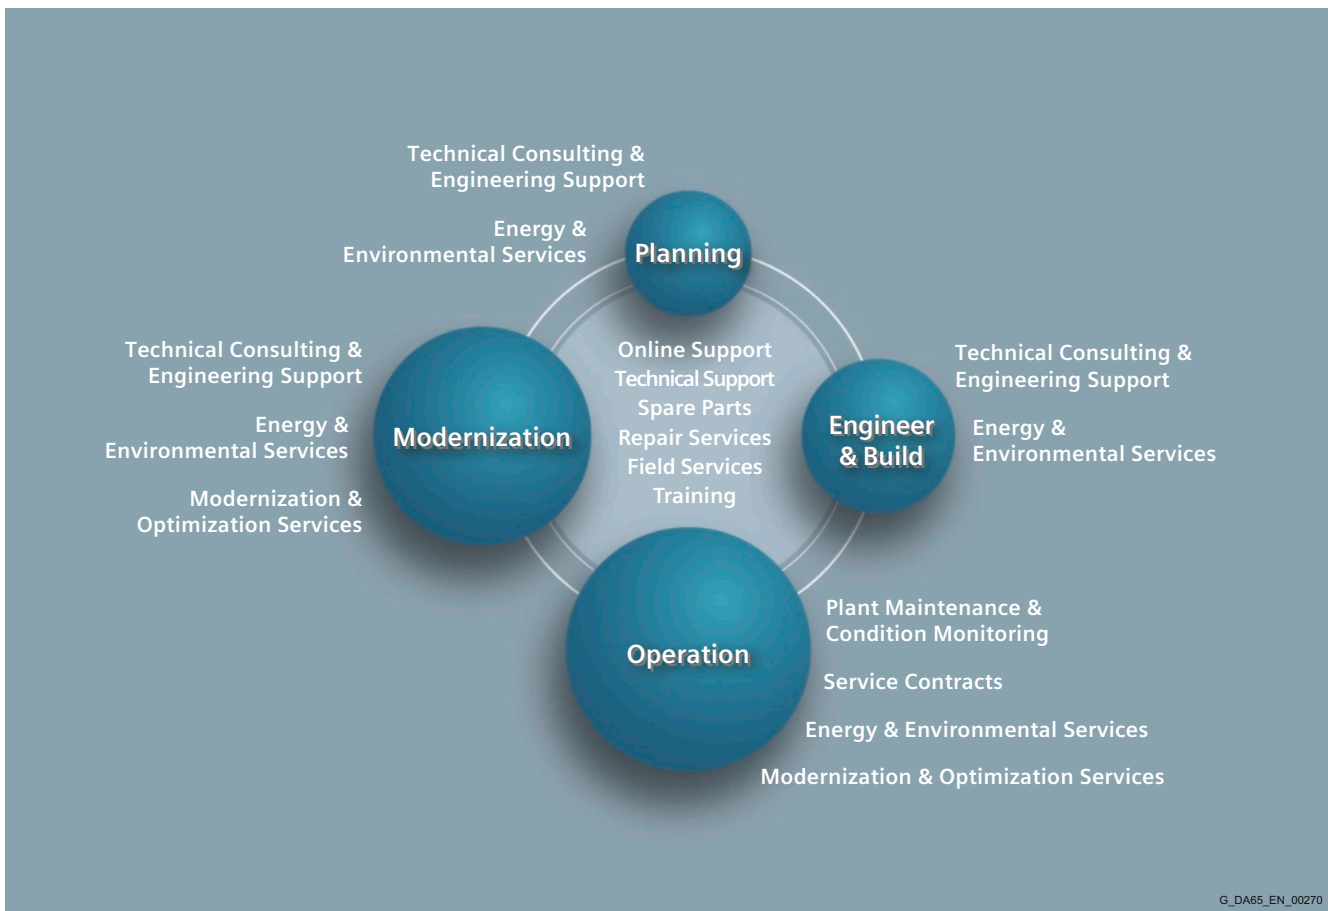 Technical Consulting &
Engineering Support
Energy &
Environmental Services
Planning
Technical Consulting &
Engineering Support
Energy &
Environmental Services
Modernization &
Optimization Services
Modernization
Online Support
Technical Support
Spare Parts
Repair Services
Field Services
Training
Engineer
& Build
Technical Consulting &
Engineering Support
Energy &
Environmental Services
Operation
Plant Maintenance &
Condition Monitoring
Service Contracts
Energy & Environmental Services
Modernization & Optimization Services
G_DA65_EN_00270